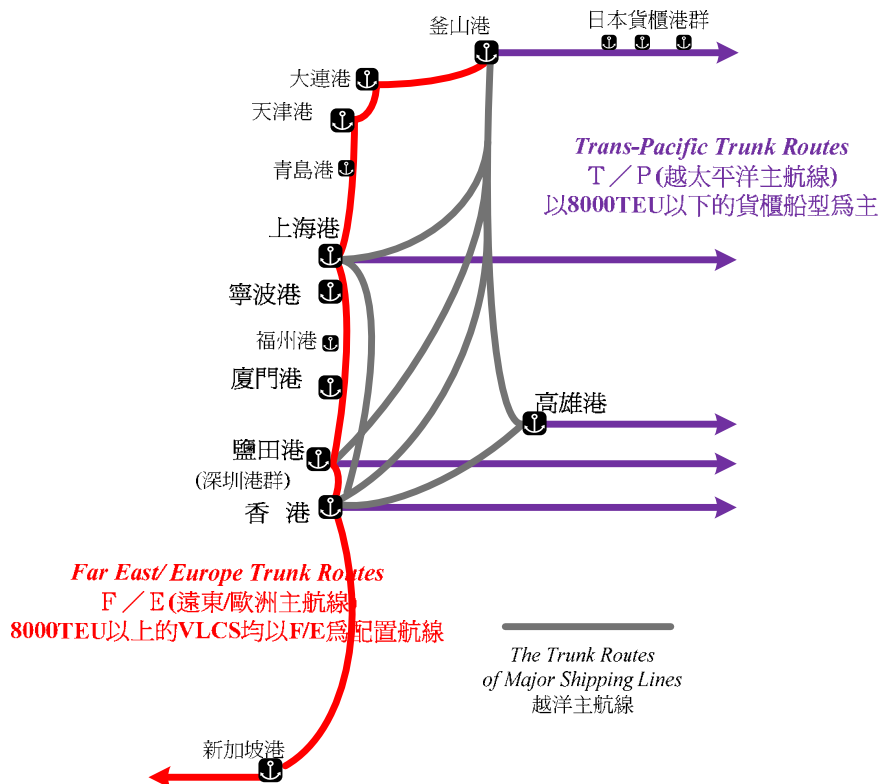 釜山港
日本貨櫃港群
大連港
天津港
青島港
Trans-Pacific Trunk Routes
T／P(越太平洋主航線)
以8000TEU以下的貨櫃船型爲主
上海港
寧波港
福州港
廈門港
高雄港
鹽田港
(深圳港群)
香 港
Far East/ Europe Trunk Routes
F／E(遠東/歐洲主航線)
8000TEU以上的VLCS均以F/E爲配置航線
The Trunk Routes
of Major Shipping Lines
越洋主航線
新加坡港